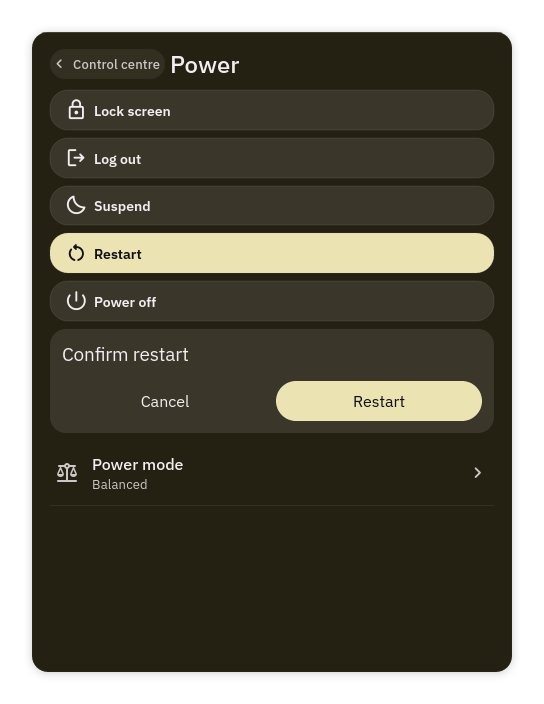 Control centre Power
Lock screen
Log out
Suspend
Restart
Power off
Confirm restart
Cancel Restart
Power mode
Balanced